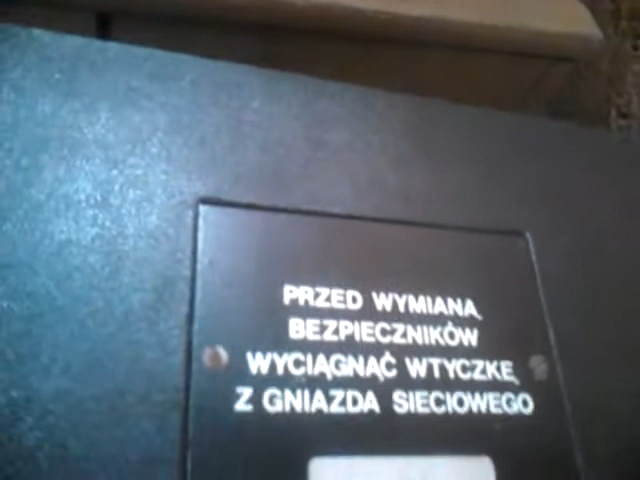 PRZED WYMIANĄ
BEZPIECZNIKÓW
WYCIĄGNĄĆ WTYCZKĘ
Z GNIAZDA SIECIOWEGO